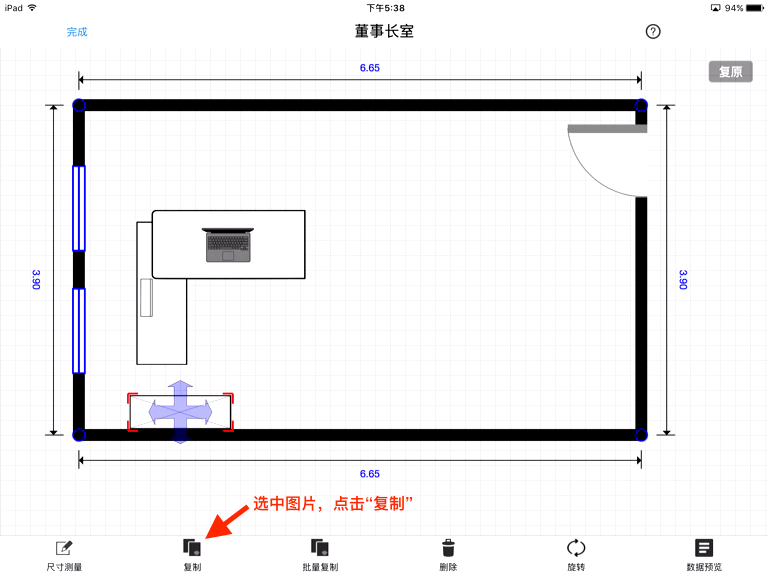 iPad 下午5:38 94%
完成 董事长室 ?
6.65
复原
3.90
3.90
6.65
选中图片，点击“复制”
尺寸测量 复制 批量复制 删除 旋转 数据预览